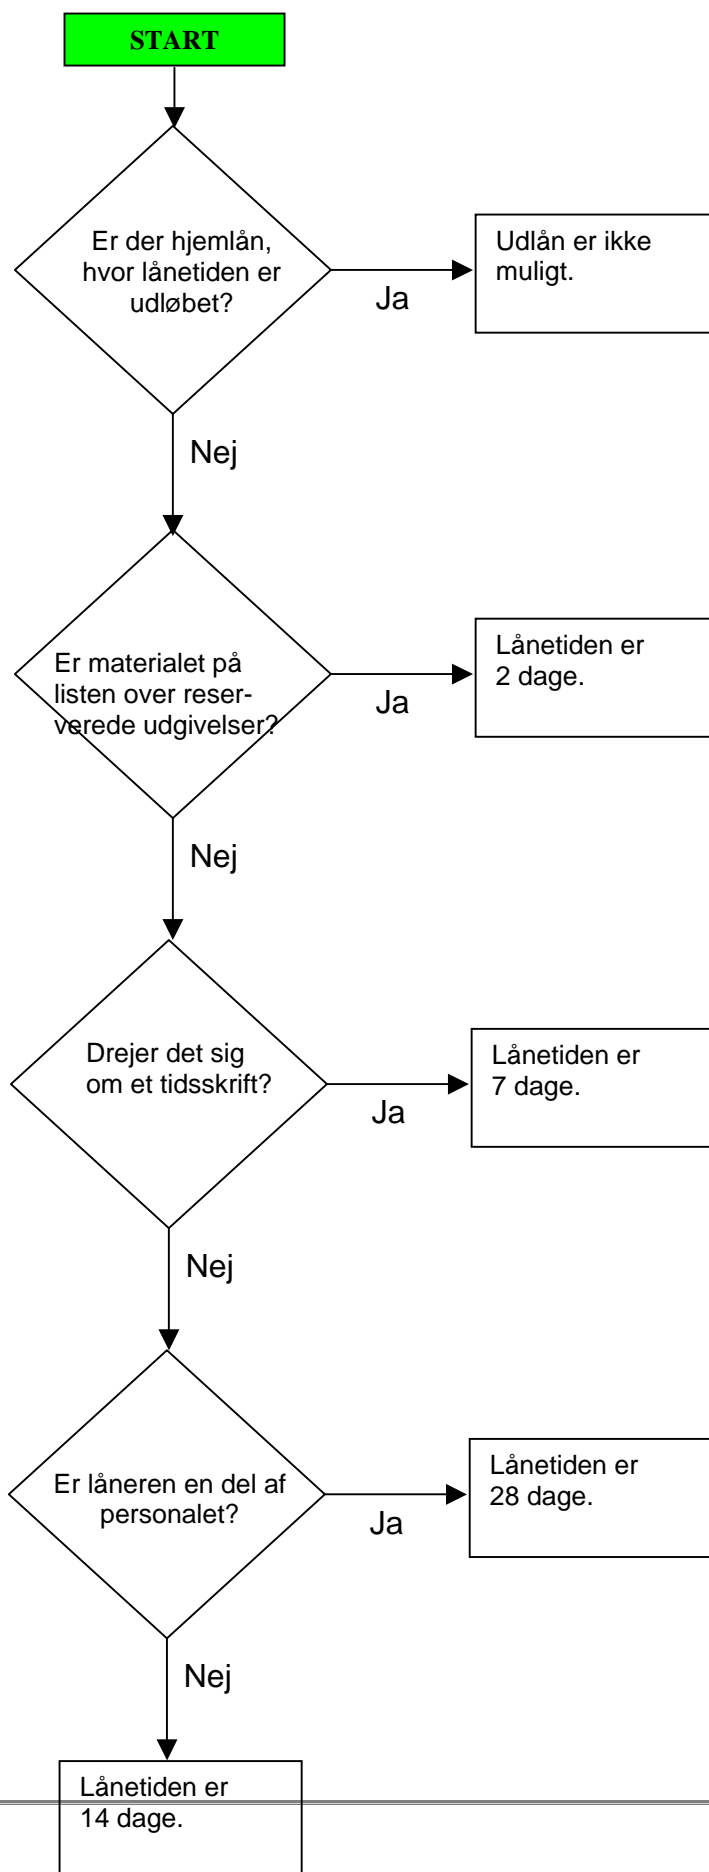 START
Er der hjemlån,
hvor lånetiden er
udløbet?
Ja
Udlån er ikke
muligt.
Nej
Er materialet på
listen over reser-
verede udgivelser?
Ja
Lånetiden er
2 dage.
Nej
Drejer det sig
om et tidsskrift?
Ja
Lånetiden er
7 dage.
Nej
Er låneren en del af
personalet?
Ja
Lånetiden er
28 dage.
Nej
Lånetiden er
14 dage.